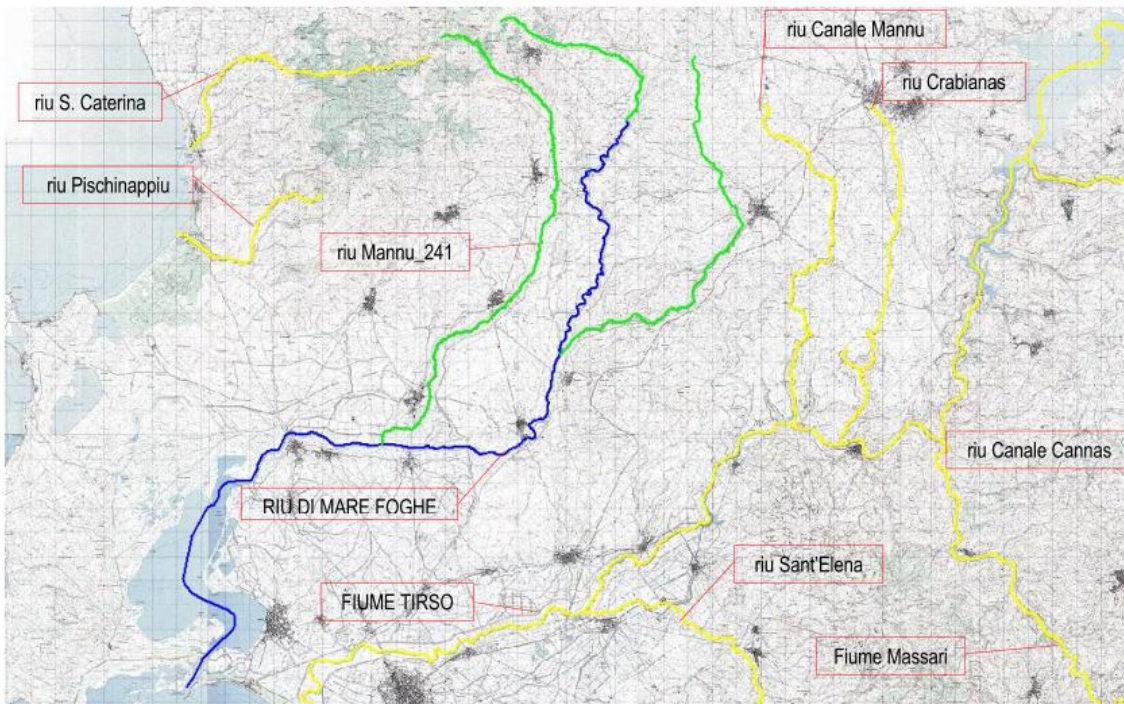 riu Canale Mannu
riu S. Caterina
riu Crabianas
riu Pischinappiu
riu Mannu_241
riu Canale Cannas
RIU DI MARE FOGHE
riu Sant'Elena
FIUME TIRSO
Fiume Massari